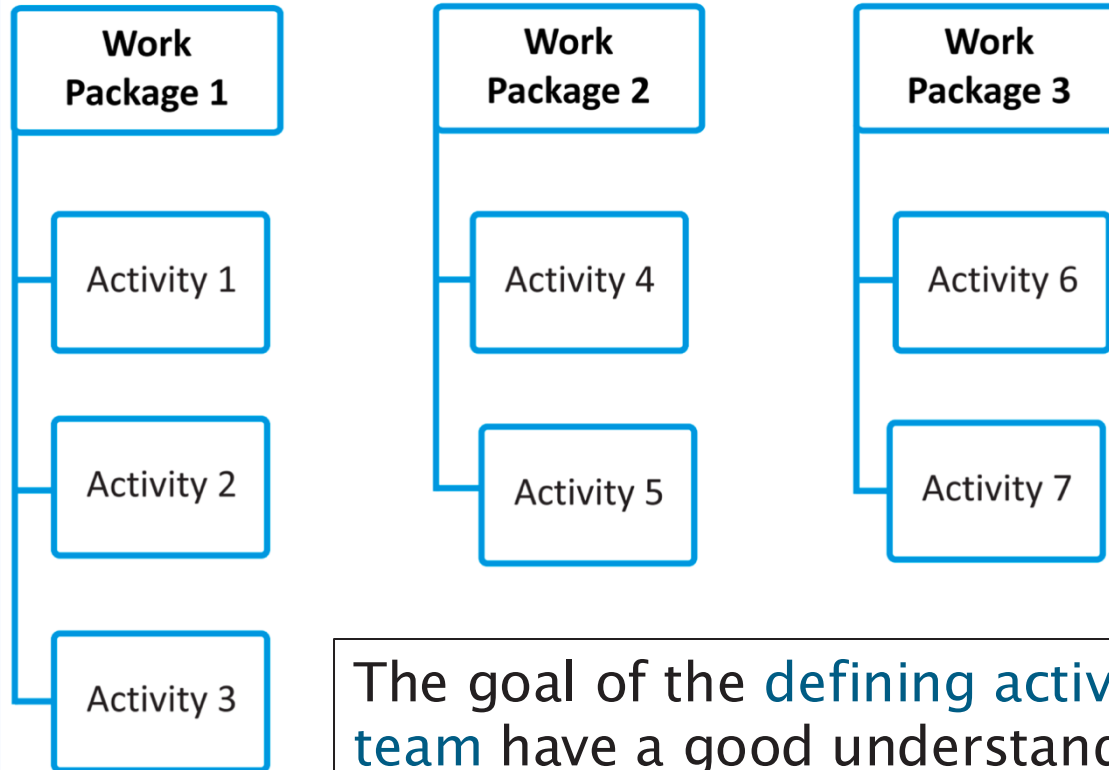 Work
Package 1
Work
Package 2
Work
Package 3
Activity 1
Activity 4
Activity 6
Activity 2
Activity 5
Activity 7
Activity 3
The goal of the defining activ
team have a good understand